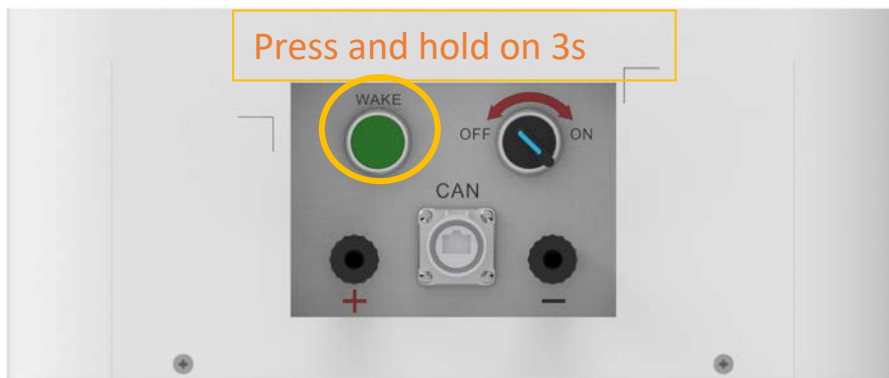 Press and hold on 3s
WAKE
OFF ON
CAN
+ −